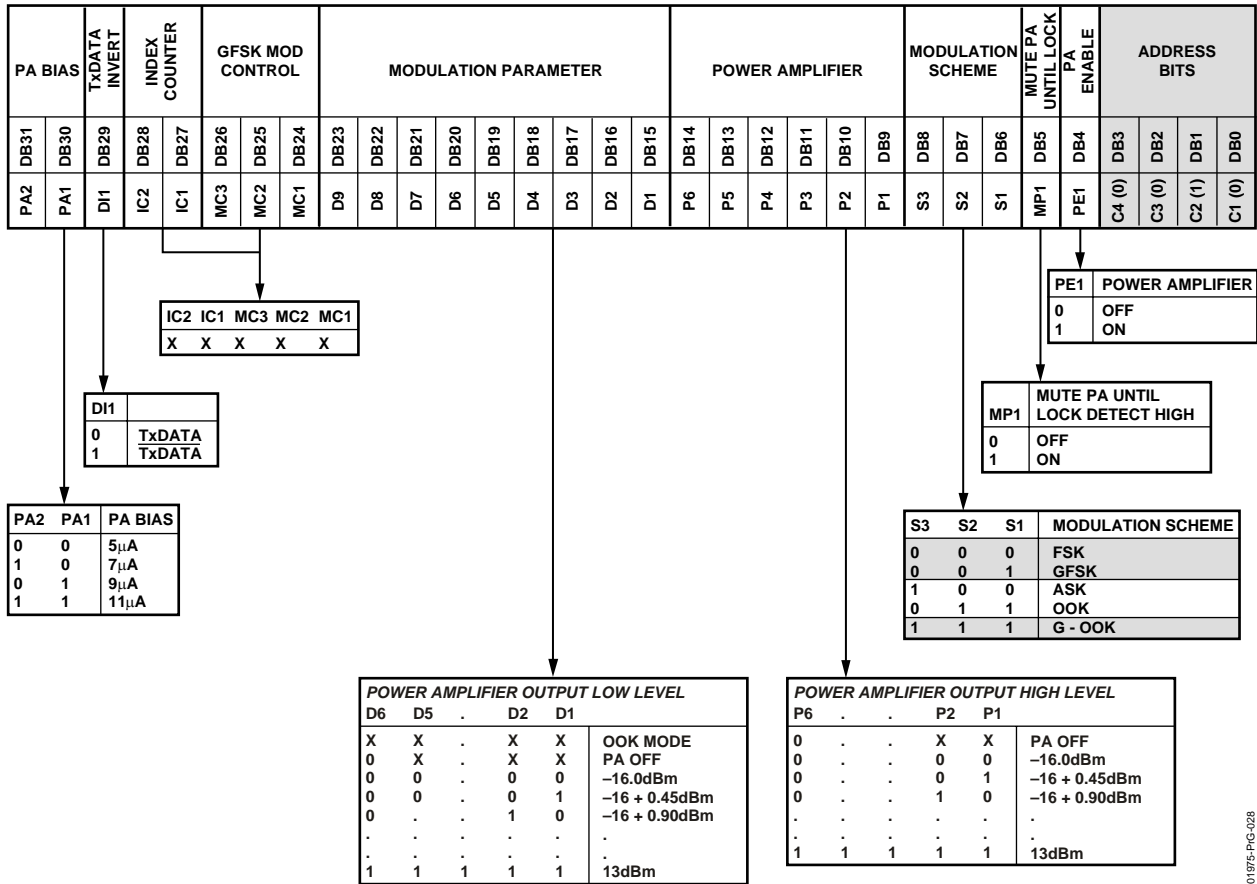 PA BIAS
TxDATA INVERT
INDEX COUNTER
GFSK MOD CONTROL
MODULATION PARAMETER
POWER AMPLIFIER
MODULATION SCHEME
MUTE PA UNTIL LOCK
PA ENABLE
ADDRESS BITS
DB31 DB30 DB29 DB28 DB27 DB26 DB25 DB24 DB23 DB22 DB21 DB20 DB19 DB18 DB17 DB16 DB15 DB14 DB13 DB12 DB11 DB10 DB9 DB8 DB7 DB6 DB5 DB4 DB3 DB2 DB1 DB0
PA2 PA1 DI1 IC2 IC1 MC3 MC2 MC1 D9 D8 D7 D6 D5 D4 D3 D2 D1 P6 P5 P4 P3 P2 P1 S3 S2 S1 MP1 PE1 C4 (0) C3 (0) C2 (1) C1 (0)
PE1 POWER AMPLIFIER
0 OFF
1 ON
IC2 IC1 MC3 MC2 MC1
X X X X X
MP1 MUTE PA UNTIL LOCK DETECT HIGH
0 OFF
1 ON
DI1
0 TxDATA
1 TxDATA
PA2 PA1 PA BIAS
0 0 5µA
1 0 7µA
0 1 9µA
1 1 11µA
S3 S2 S1 MODULATION SCHEME
0 0 0 FSK
0 0 1 GFSK
1 0 0 ASK
0 1 1 OOK
1 1 1 G - OOK
POWER AMPLIFIER OUTPUT LOW LEVEL
D6 D5 . D2 D1
X X . X X OOK MODE
0 X . X X PA OFF
0 0 . 0 0 –16.0dBm
0 0 . 0 1 –16 + 0.45dBm
0 . . 1 0 –16 + 0.90dBm
. . . . . .
. . . . . .
1 1 1 1 1 13dBm
POWER AMPLIFIER OUTPUT HIGH LEVEL
P6 . . P2 P1
0 . . X X PA OFF
0 . . 0 0 –16.0dBm
0 . . 0 1 –16 + 0.45dBm
0 . . 1 0 –16 + 0.90dBm
. . . . . .
. . . . . .
1 1 1 1 1 13dBm
01975-PrG-028